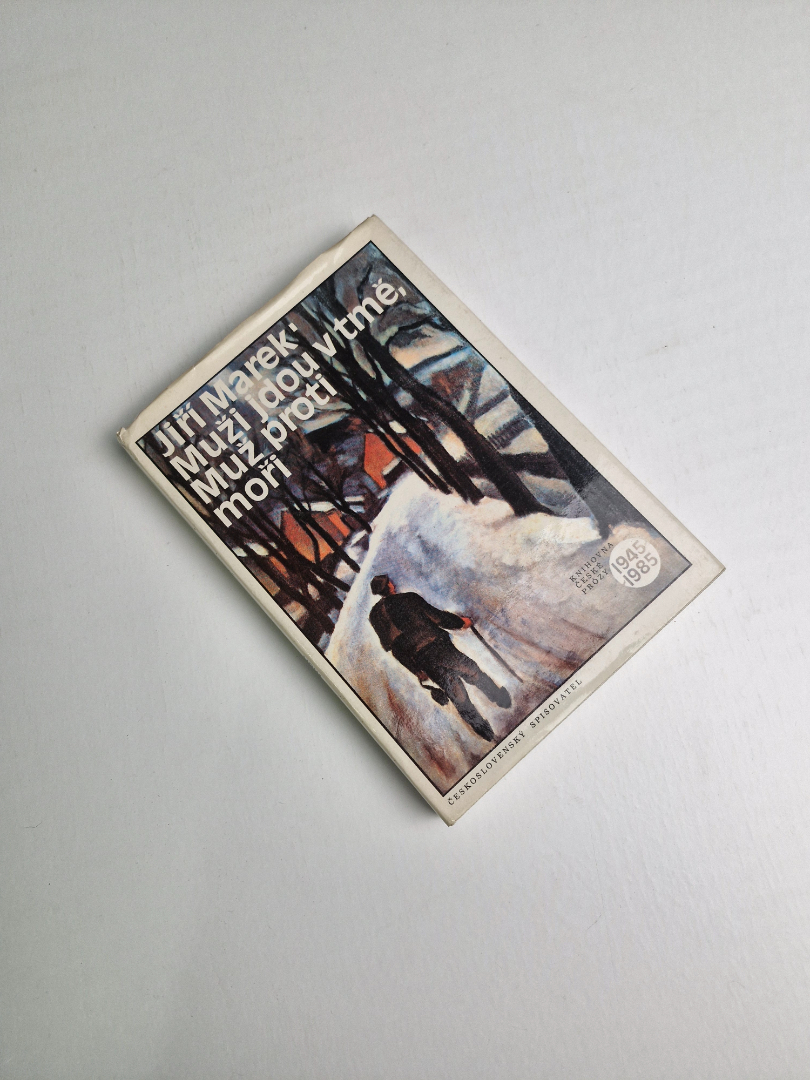 Jiří Marek
Muži jdou v tmě,
Muž proti
moři
KNIHOVNA
ČESKÉ
PRÓZY
1945
1985
ČESKOSLOVENSKÝ SPISOVATEL